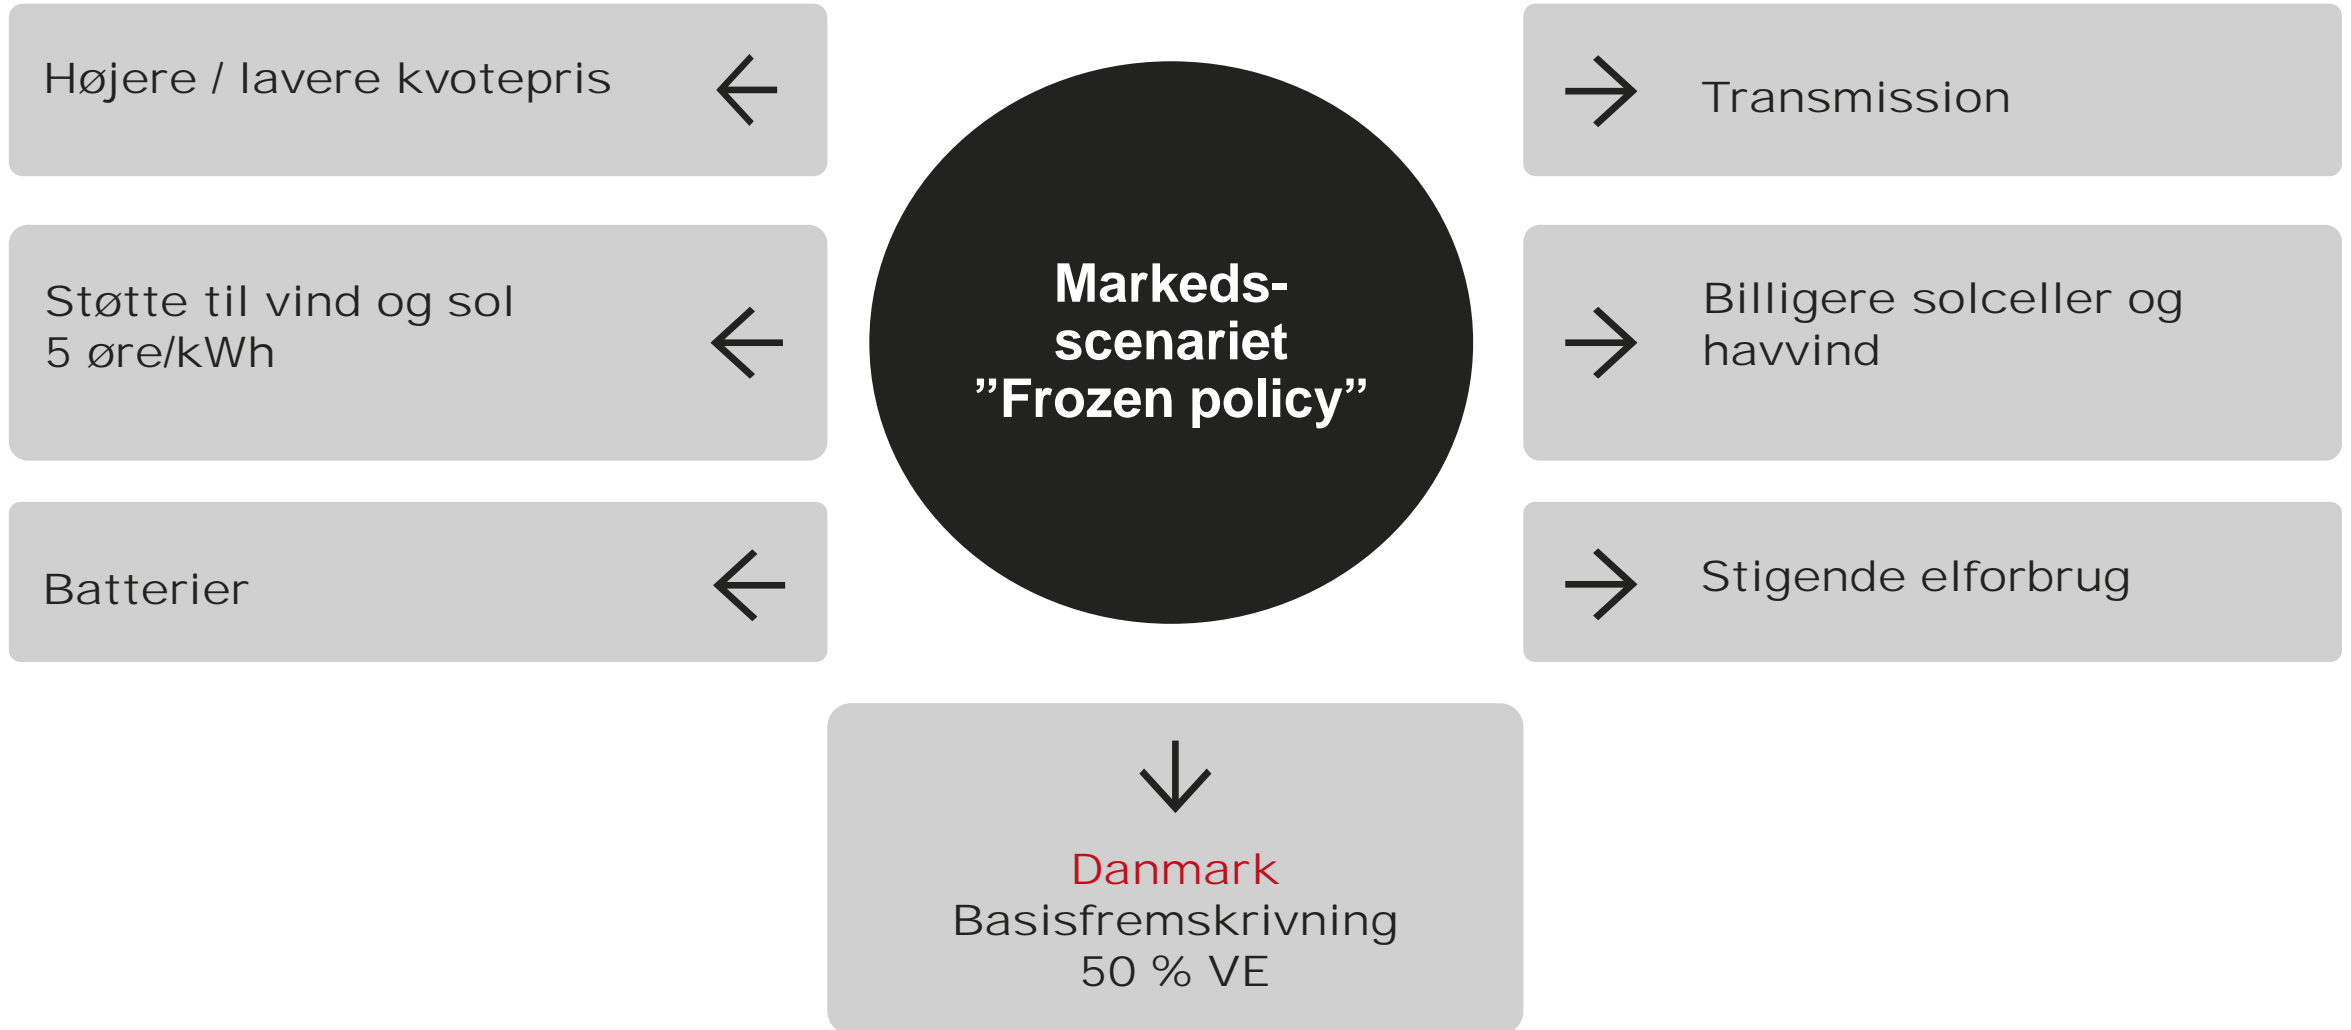 Højere / lavere kvotepris
Støtte til vind og sol
5 øre/kWh
Batterier
Markeds-
scenariet
”Frozen policy”
Transmission
Billigere solceller og
havvind
Stigende elforbrug
Danmark
Basisfremskrivning
50 % VE